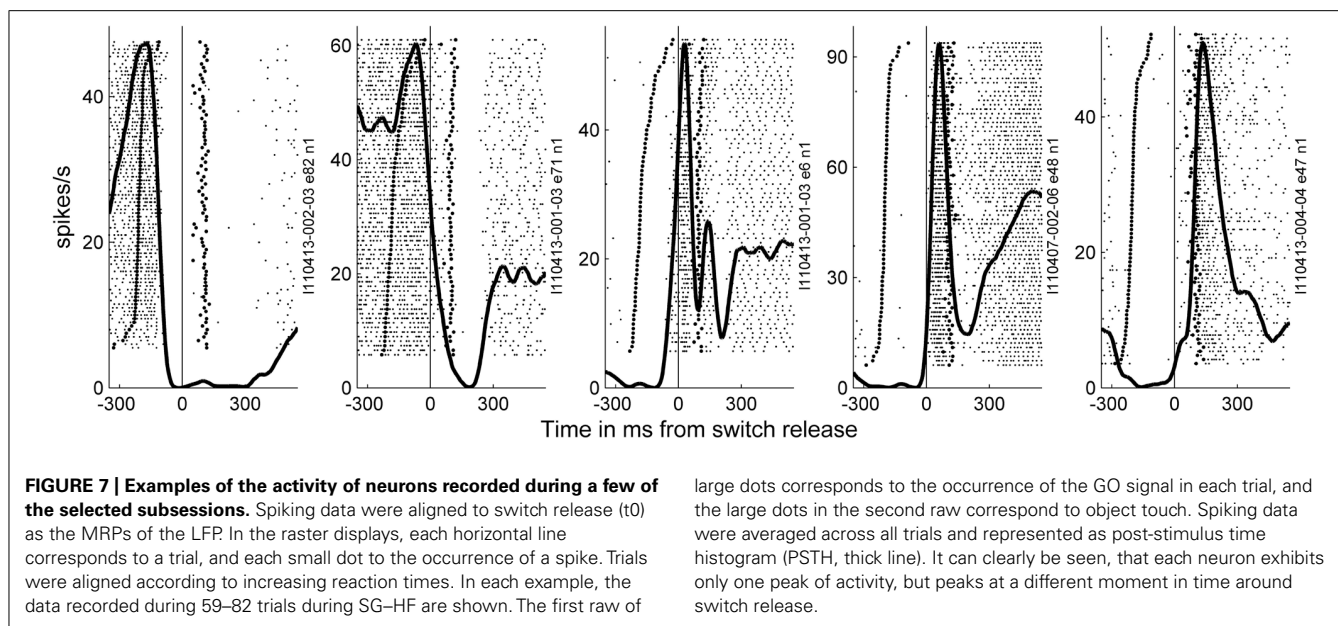 spikes/s
40
20
0
-300 0 300
I110413-002-03 e82 n1
60
40
20
0
-300 0 300
I110413-001-03 e71 n1
40
20
0
-300 0 300
I110413-001-03 e6 n1
90
60
30
0
-300 0 300
I110407-002-06 e48 n1
40
20
0
-300 0 300
I110413-004-04 e47 n1
Time in ms from switch release
FIGURE 7 | Examples of the activity of neurons recorded during a few of
the selected subsessions. Spiking data were aligned to switch release (t0)
as the MRPs of the LFP. In the raster displays, each horizontal line
corresponds to a trial, and each small dot to the occurrence of a spike. Trials
were aligned according to increasing reaction times. In each example, the
data recorded during 59–82 trials during SG–HF are shown. The first raw of
large dots corresponds to the occurrence of the GO signal in each trial, and
the large dots in the second raw correspond to object touch. Spiking data
were averaged across all trials and represented as post-stimulus time
histogram (PSTH, thick line). It can clearly be seen, that each neuron exhibits
only one peak of activity, but peaks at a different moment in time around
switch release.